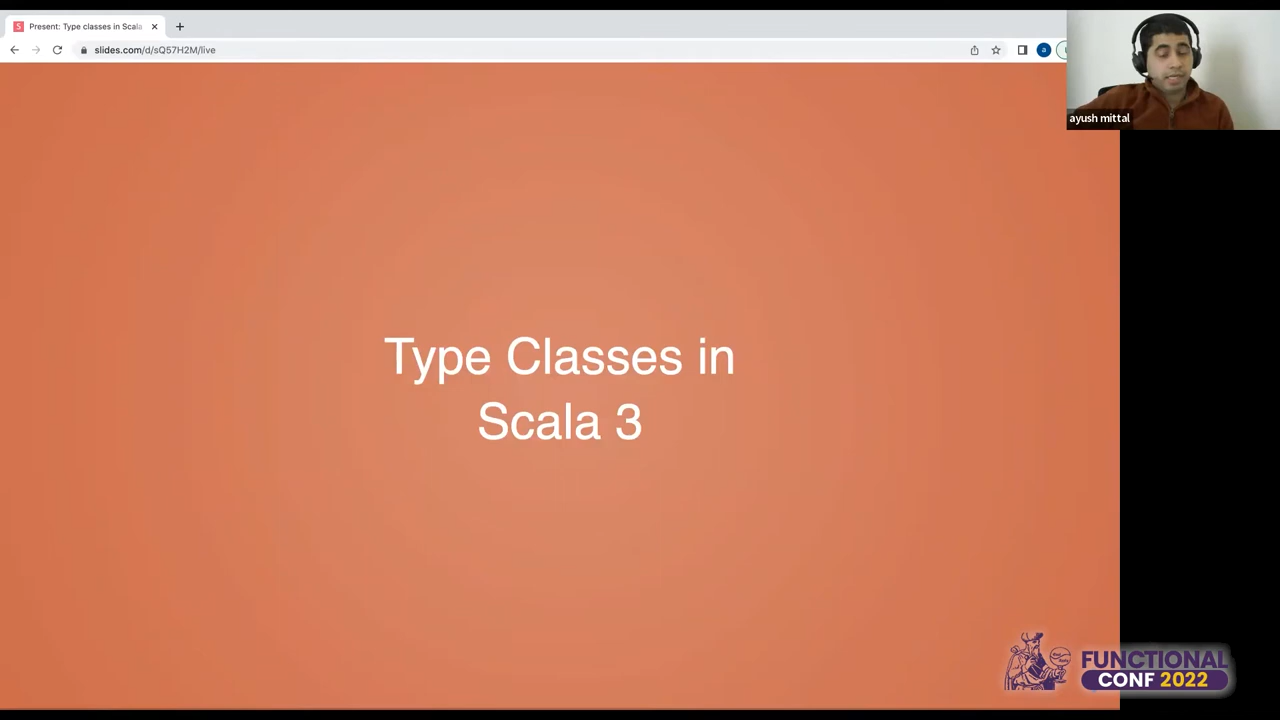 Present: Type classes in Scala
slides.com/d/sQ57H2M/live
a
ayush mittal
Type Classes in
Scala 3
FUNCTIONAL
CONF 2022